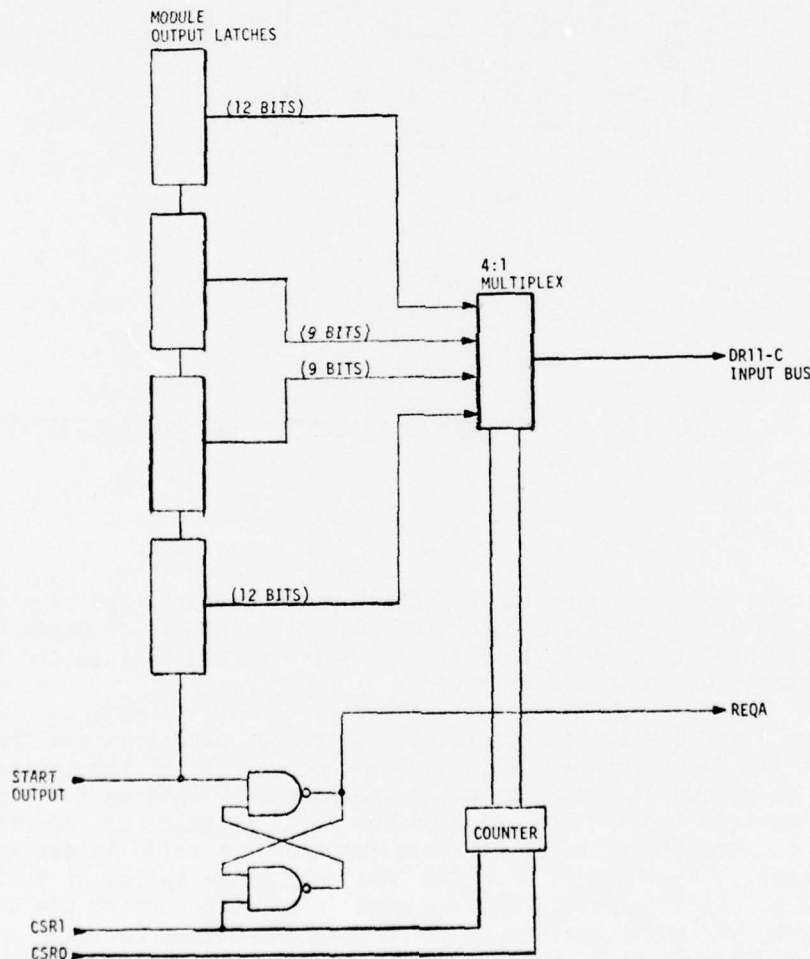 MODULE
OUTPUT LATCHES
(12 BITS)
4:1
MULTIPLEX
(9 BITS)
(9 BITS)
DR11-C
INPUT BUS
(12 BITS)
REQA
START
OUTPUT
COUNTER
CSR1
CSR0